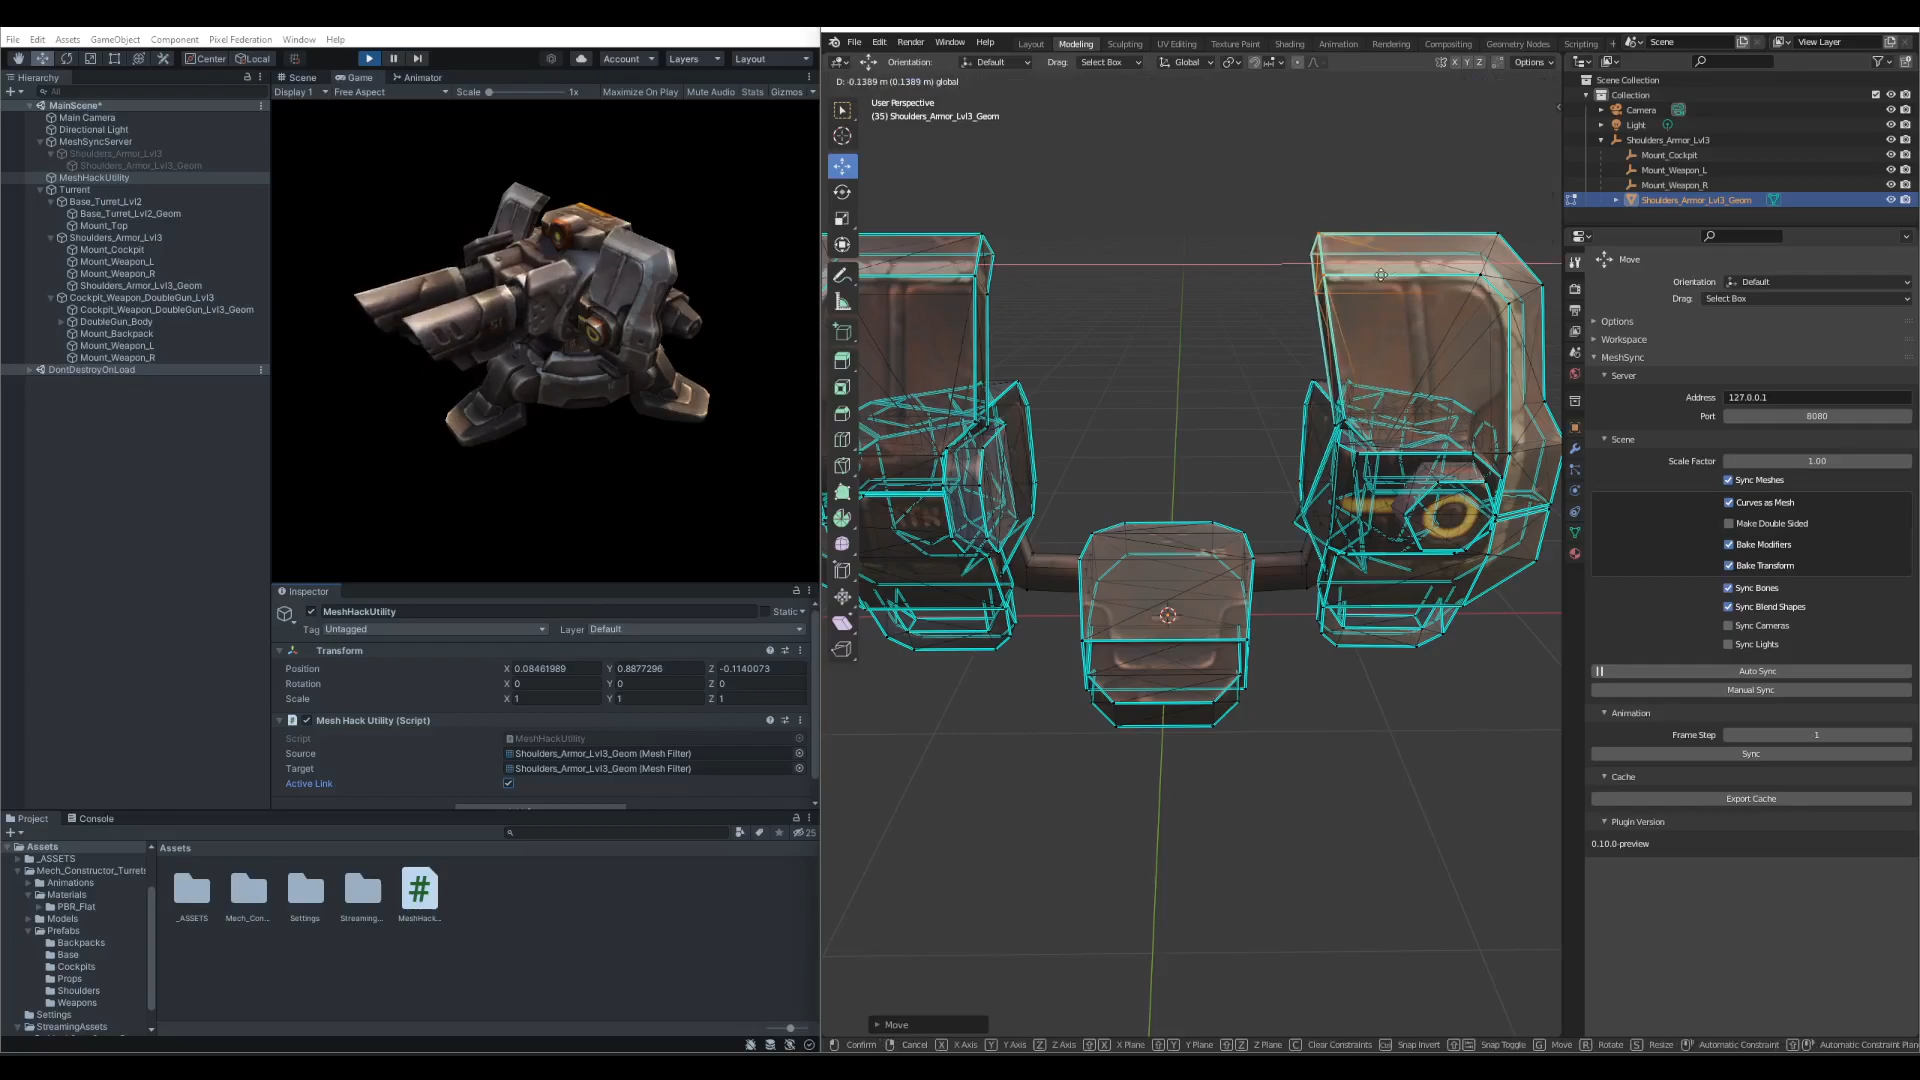 File Edit Assets GameObject Component Pixel Federation Window Help
Center Local
Account Layers Layout
Hierarchy
All
MainScene*
Main Camera
Directional Light
MeshSyncServer
Shoulders_Armor_Lvl3
Shoulders_Armor_Lvl3_Geom
MeshHackUtility
Turrent
Base_Turret_Lvl2
Base_Turret_Lvl2_Geom
Mount_Top
Shoulders_Armor_Lvl3
Mount_Cockpit
Mount_Weapon_L
Mount_Weapon_R
Shoulders_Armor_Lvl3_Geom
Cockpit_Weapon_DoubleGun_Lvl3
Cockpit_Weapon_DoubleGun_Lvl3_Geom
DoubleGun_Body
Mount_Backpack
Mount_Weapon_L
Mount_Weapon_R
DontDestroyOnLoad
Scene Game Animator
Display 1 Free Aspect Scale 1x Maximize On Play Mute Audio Stats Gizmos
Inspector
MeshHackUtility Static
Tag Untagged Layer Default
Transform
Position X 0.08461989 Y 0.8877296 Z -0.1140073
Rotation X 0 Y 0 Z 0
Scale X 1 Y 1 Z 1
Mesh Hack Utility (Script)
Script MeshHackUtility
Source Shoulders_Armor_Lvl3_Geom (Mesh Filter)
Target Shoulders_Armor_Lvl3_Geom (Mesh Filter)
Active Link
Project Console
25
Assets
_ASSETS
Mech_Constructor_Turrets
Animations
Materials
PBR_Flat
Models
Prefabs
Backpacks
Base
Cockpits
Props
Shoulders
Weapons
Settings
StreamingAssets
Assets
_ASSETS Mech_Con... Settings Streaming... MeshHack...
File Edit Render Window Help
Layout Modeling Sculpting UV Editing Texture Paint Shading Animation Rendering Compositing Geometry Nodes Scripting +
Scene View Layer
Orientation: Default Drag: Select Box Global X Y Z Options
D: -0.1389 m (0.1389 m) global
User Perspective
(35) Shoulders_Armor_Lvl3_Geom
Move
Confirm Cancel X X Axis Y Y Axis Z Z Axis X X Plane Y Y Plane Z Z Plane C Clear Constraints Ctrl Snap Invert Snap Toggle G Move R Rotate S Resize Automatic Constraint Automatic Constraint Plane
Scene Collection
Collection
Camera
Light
Shoulders_Armor_Lvl3
Mount_Cockpit
Mount_Weapon_L
Mount_Weapon_R
Shoulders_Armor_Lvl3_Geom
Move
Orientation Default
Drag: Select Box
Options
Workspace
MeshSync
Server
Address 127.0.0.1
Port 8080
Scene
Scale Factor 1.00
Sync Meshes
Curves as Mesh
Make Double Sided
Bake Modifiers
Bake Transform
Sync Bones
Sync Blend Shapes
Sync Cameras
Sync Lights
Auto Sync
Manual Sync
Animation
Frame Step 1
Sync
Cache
Export Cache
Plugin Version
0.10.0-preview